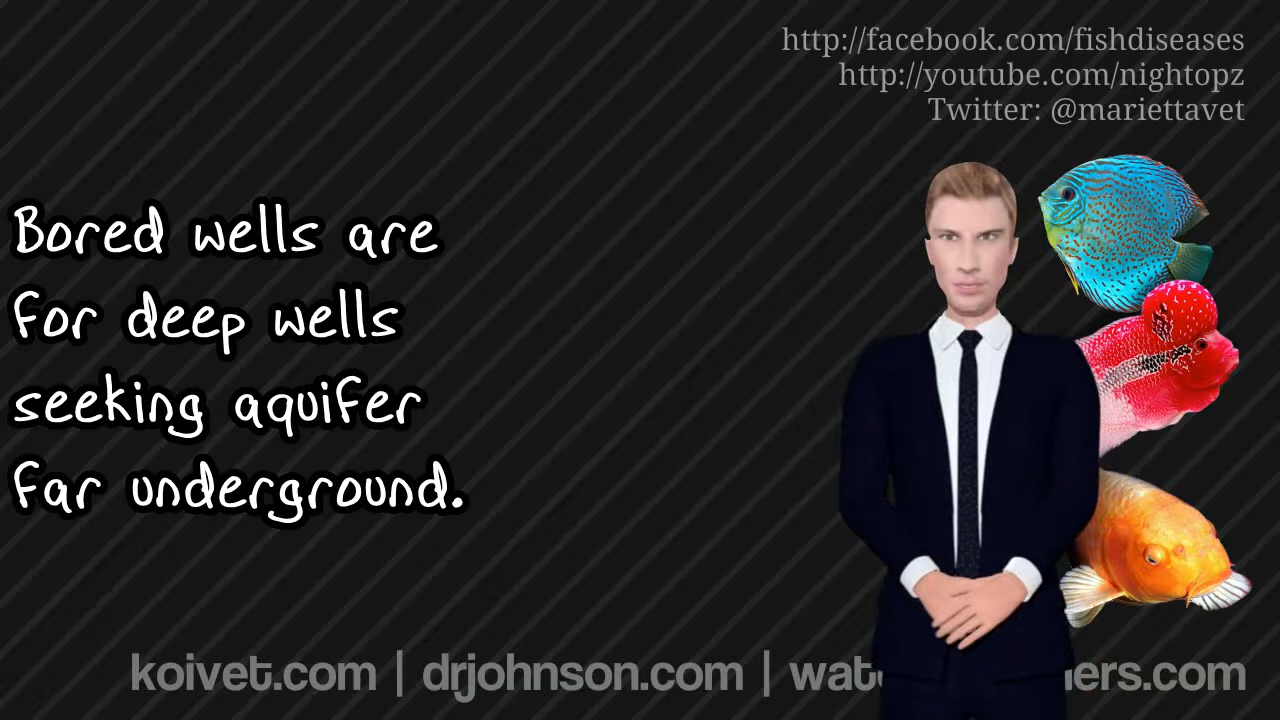 http://facebook.com/fishdiseases
http://youtube.com/nightopz
Twitter: @mariettavet
Bored wells are
for deep wells
seeking aquifer
far underground.
koivet.com | drjohnson.com |